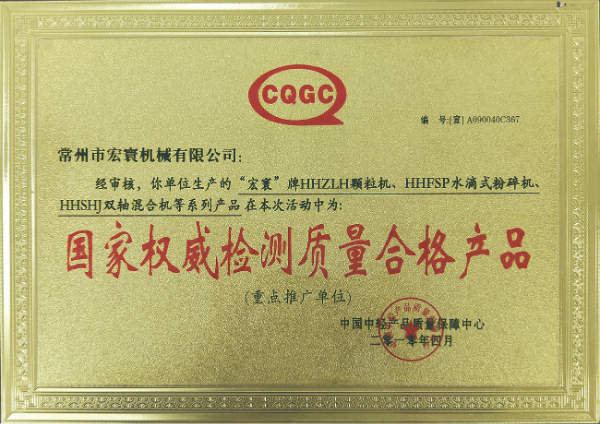 CQGC
编 号:[宣] A090040C367
常州市宏寰机械有限公司:
经审核，你单位生产的“宏寰”牌HHZLH颗粒机、HHFSP水滴式粉碎机、
HHSHJ双轴混合机等系列产品 在本次活动中为:
国家权威检测质量合格产品
(重点推广单位)
中国中轻产品质量保障中心
二零一零年四月